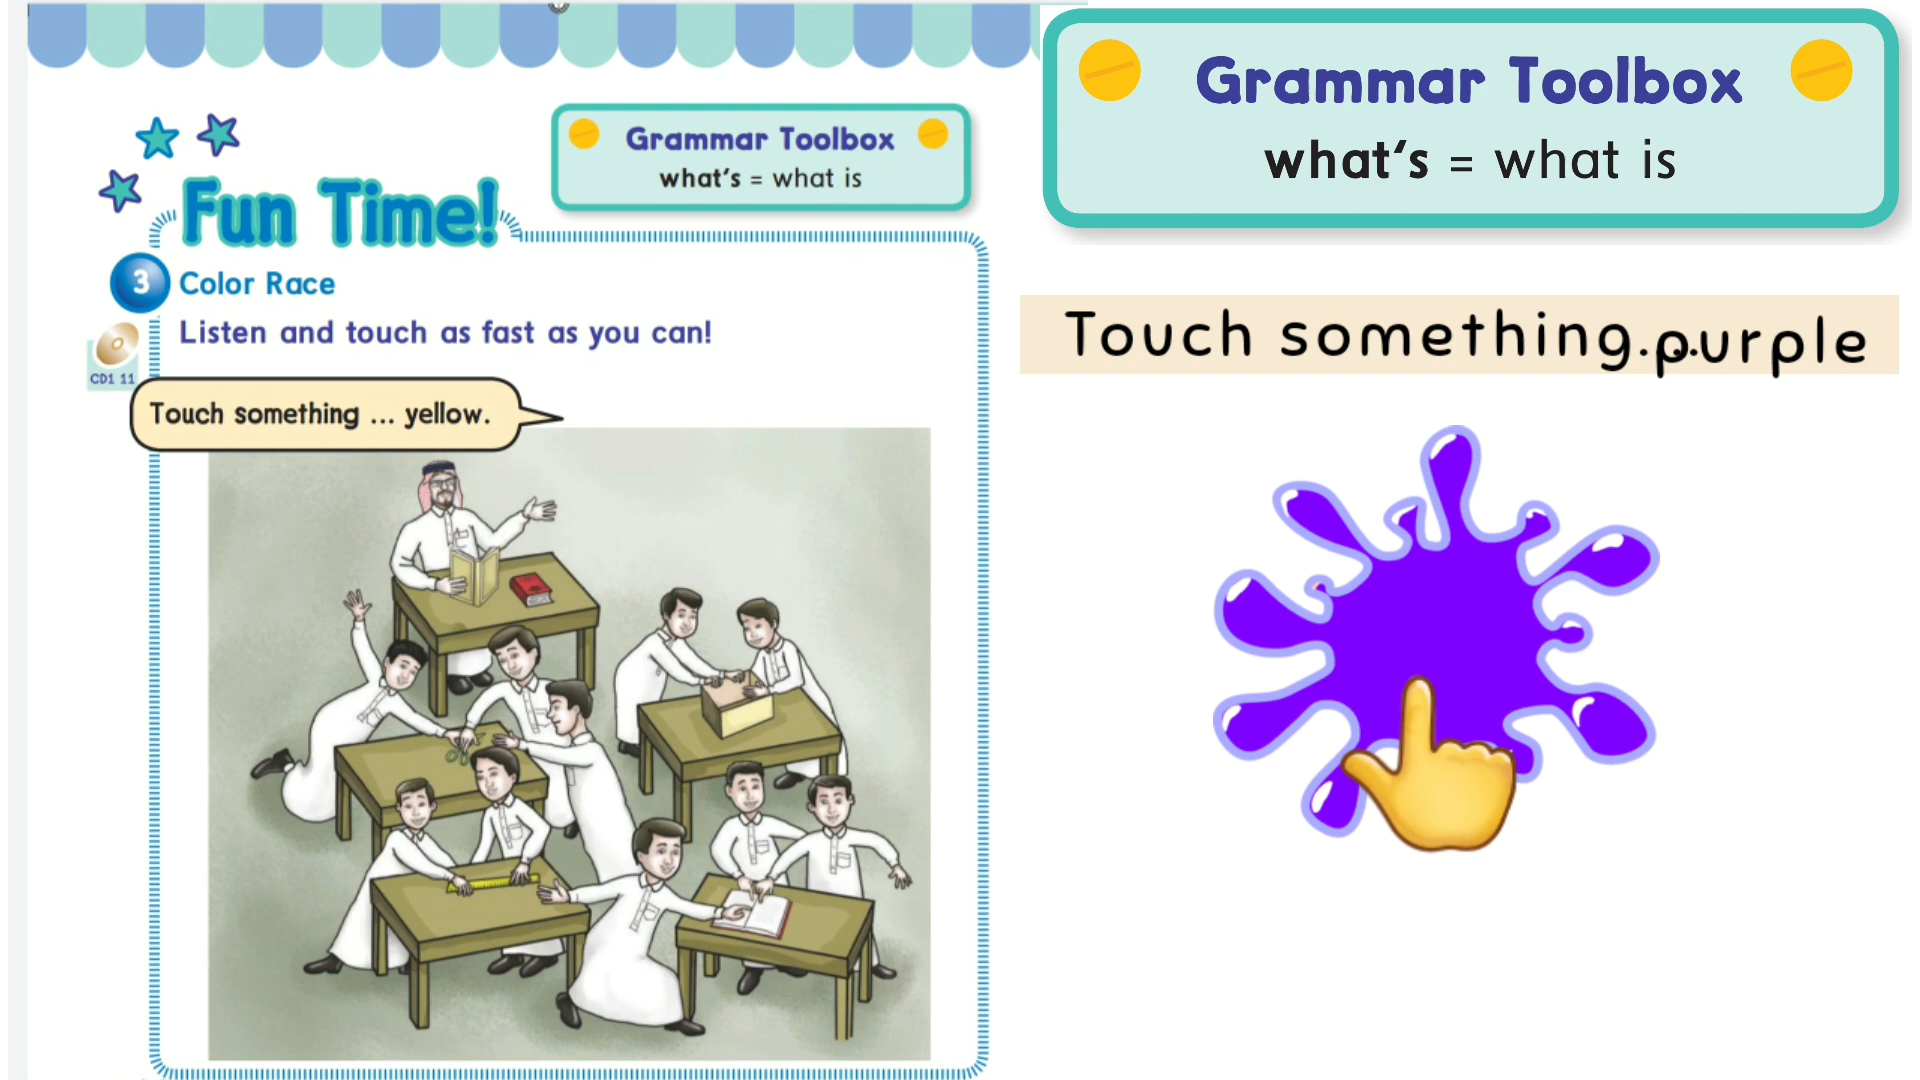 Grammar Toolbox
what's = what is
Fun Time!
3 Color Race
Listen and touch as fast as you can!
CD1 11
Touch something ... yellow.
Grammar Toolbox
what's = what is
Touch something... purple